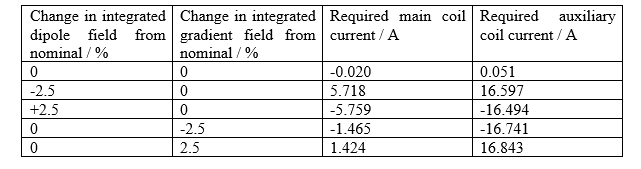 Change in integrated dipole field from nominal / % Change in integrated gradient field from nominal / % Required main coil current / A Required auxiliary coil current / A
0 0 -0.020 0.051
-2.5 0 5.718 16.597
+2.5 0 -5.759 -16.494
0 -2.5 -1.465 -16.741
0 2.5 1.424 16.843